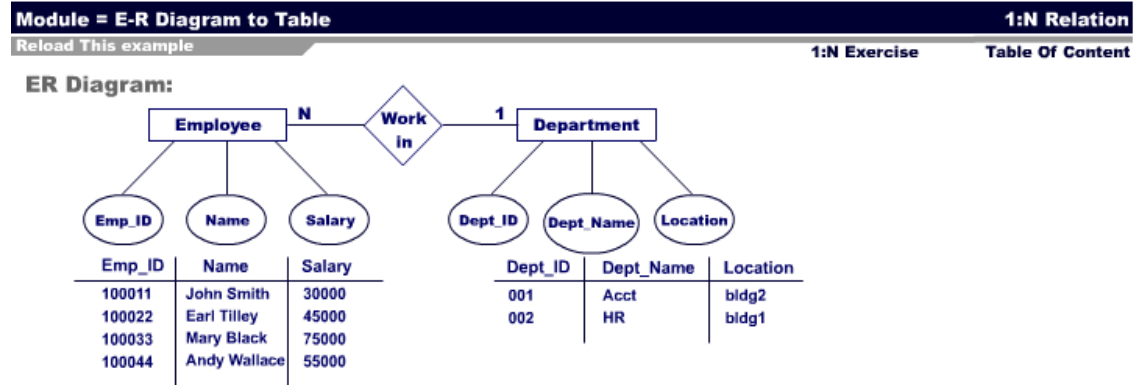 Module = E-R Diagram to Table
1:N Relation
Reload This example
1:N Exercise
Table Of Content
ER Diagram:
Employee
N
Work
in
1
Department
Emp_ID
Name
Salary
Dept_ID
Dept_Name
Location
Emp_ID Name Salary
100011 John Smith 30000
100022 Earl Tilley 45000
100033 Mary Black 75000
100044 Andy Wallace 55000
Dept_ID Dept_Name Location
001 Acct bldg2
002 HR bldg1